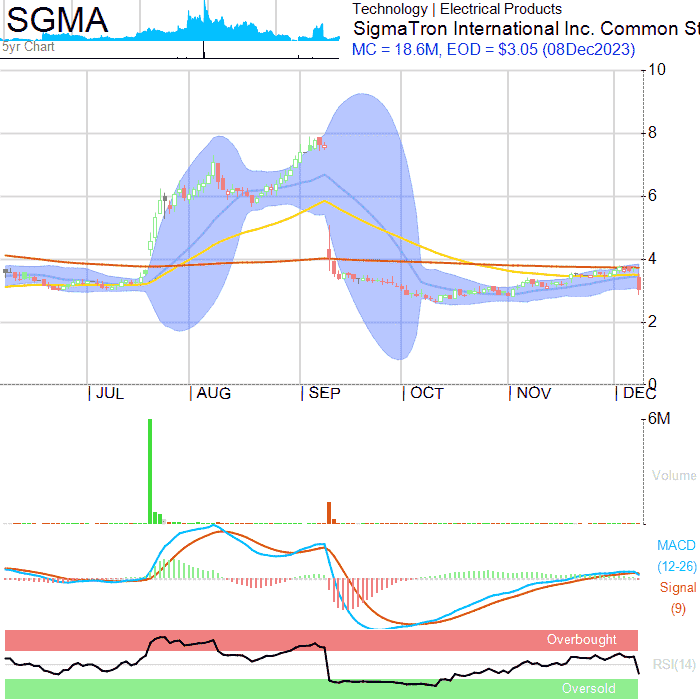 SGMA
5yr Chart
Technology | Electrical Products
SigmaTron International Inc. Common St
MC = 18.6M, EOD = $3.05 (08Dec2023)
10
8
6
4
2
0
JUL
AUG
SEP
OCT
NOV
DEC
6M
Volume
MACD
(12-26)
Signal
(9)
Overbought
RSI(14)
Oversold